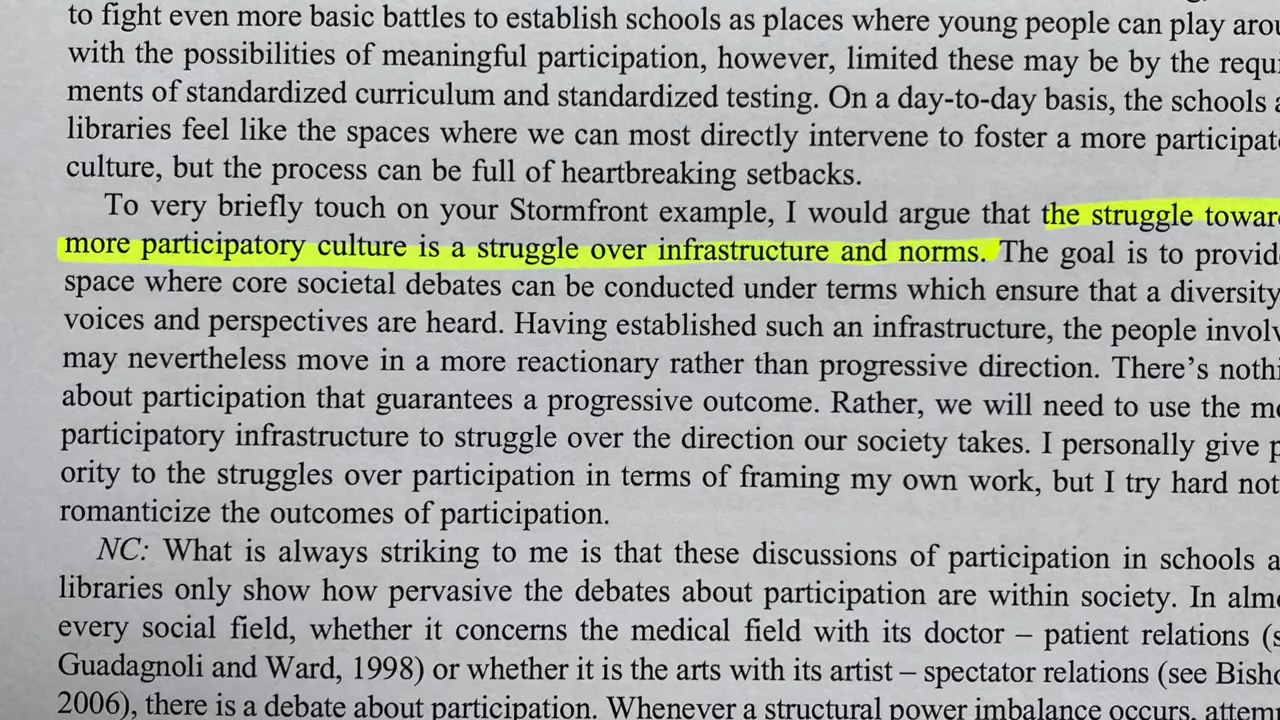 to fight even more basic battles to establish schools as places where young people can play arou
with the possibilities of meaningful participation, however, limited these may be by the requi
ments of standardized curriculum and standardized testing. On a day-to-day basis, the schools a
libraries feel like the spaces where we can most directly intervene to foster a more participat
culture, but the process can be full of heartbreaking setbacks.
To very briefly touch on your Stormfront example, I would argue that the struggle towar
more participatory culture is a struggle over infrastructure and norms. The goal is to provid
space where core societal debates can be conducted under terms which ensure that a diversity
voices and perspectives are heard. Having established such an infrastructure, the people involv
may nevertheless move in a more reactionary rather than progressive direction. There's nothi
about participation that guarantees a progressive outcome. Rather, we will need to use the mo
participatory infrastructure to struggle over the direction our society takes. I personally give p
ority to the struggles over participation in terms of framing my own work, but I try hard not
romanticize the outcomes of participation.
NC: What is always striking to me is that these discussions of participation in schools a
libraries only show how pervasive the debates about participation are within society. In almo
every social field, whether it concerns the medical field with its doctor – patient relations (s
Guadagnoli and Ward, 1998) or whether it is the arts with its artist – spectator relations (see Bisho
2006), there is a debate about participation. Whenever a structural power imbalance occurs, attem